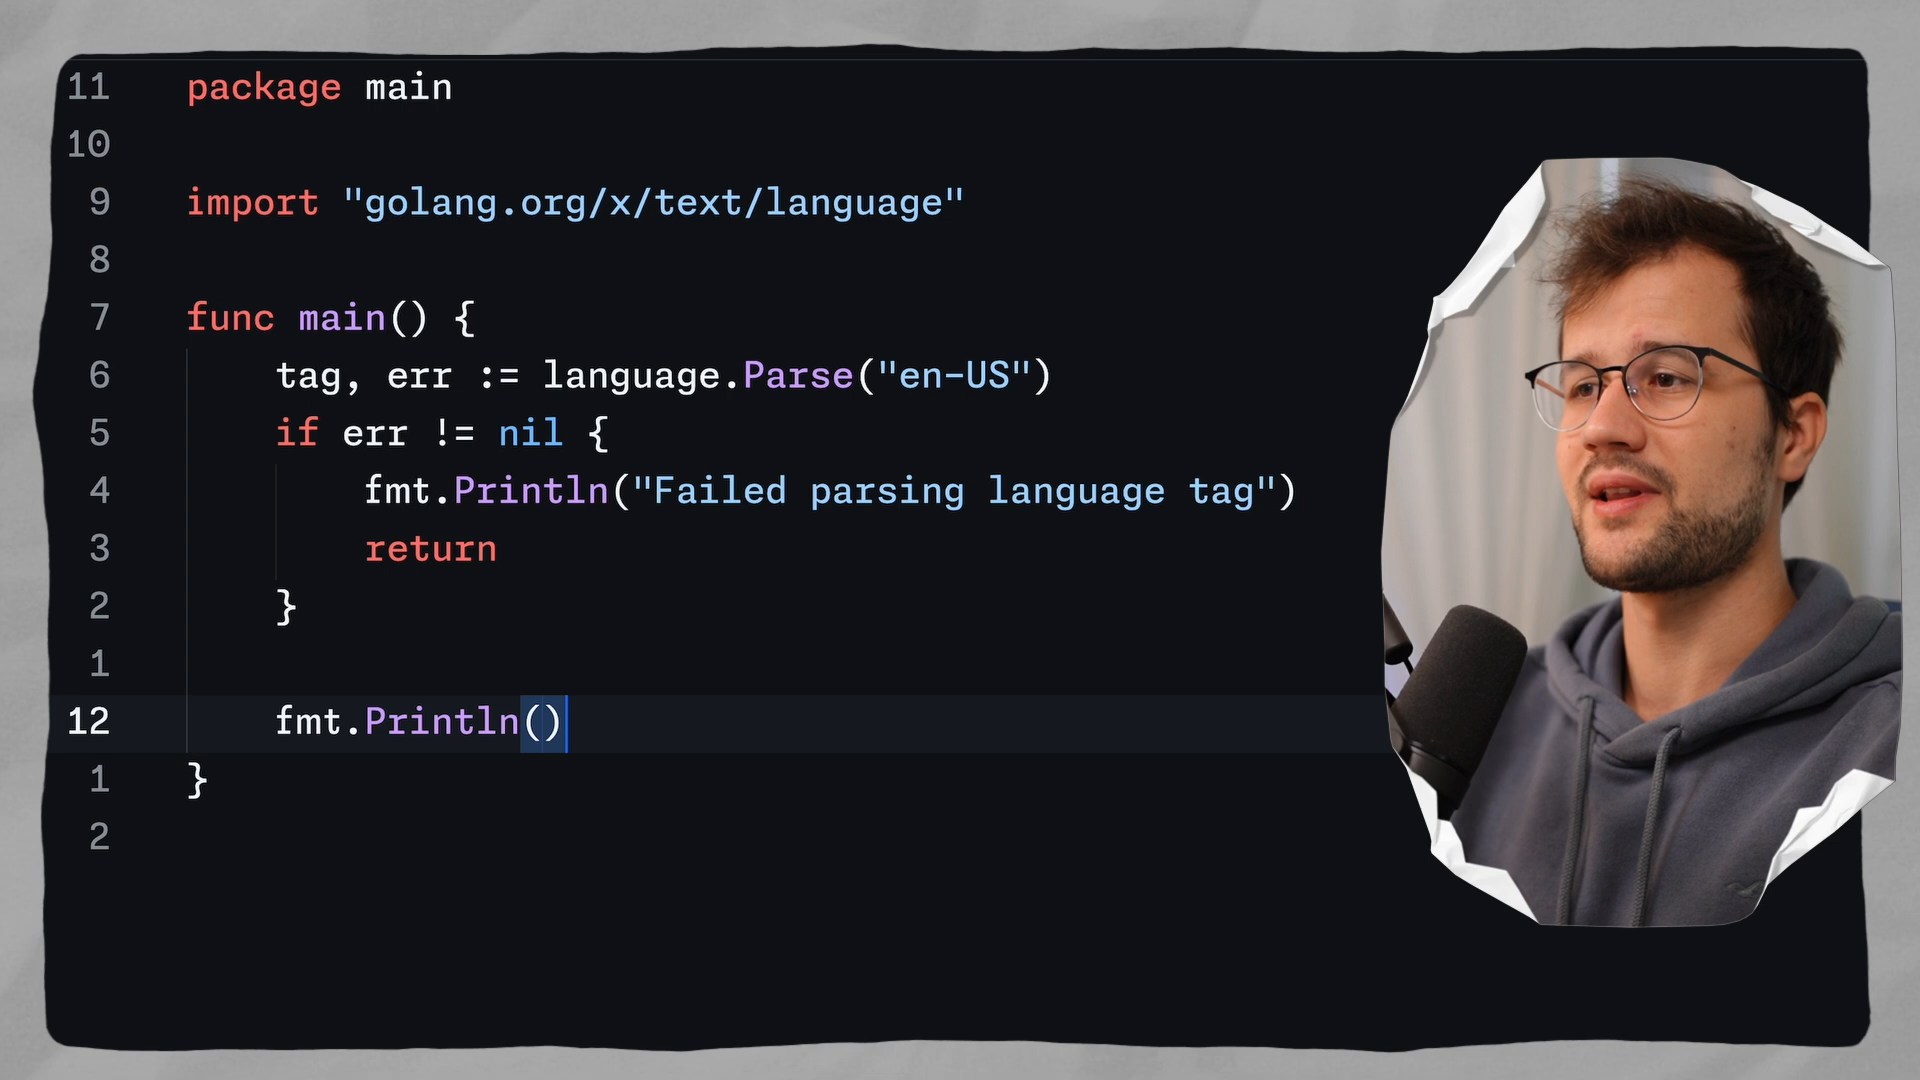 11 package main
10
9 import "golang.org/x/text/language"
8
7 func main() {
6 tag, err := language.Parse("en-US")
5 if err != nil {
4 fmt.Println("Failed parsing language tag")
3 return
2 }
1
12 fmt.Println()
1 }
2